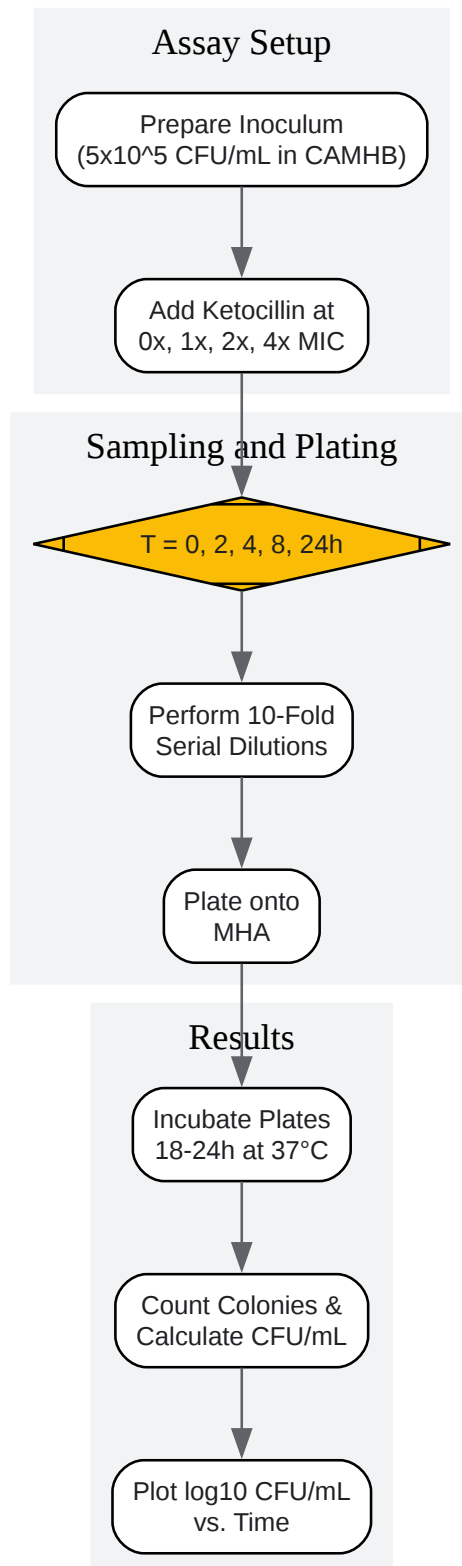 Assay Setup
Prepare Inoculum
(5x10^5 CFU/mL in CAMHB)
Add Ketocillin at
0x, 1x, 2x, 4x MIC
Sampling and Plating
T = 0, 2, 4, 8, 24h
Perform 10-Fold
Serial Dilutions
Plate onto
MHA
Results
Incubate Plates
18-24h at 37°C
Count Colonies &
Calculate CFU/mL
Plot log10 CFU/mL
vs. Time